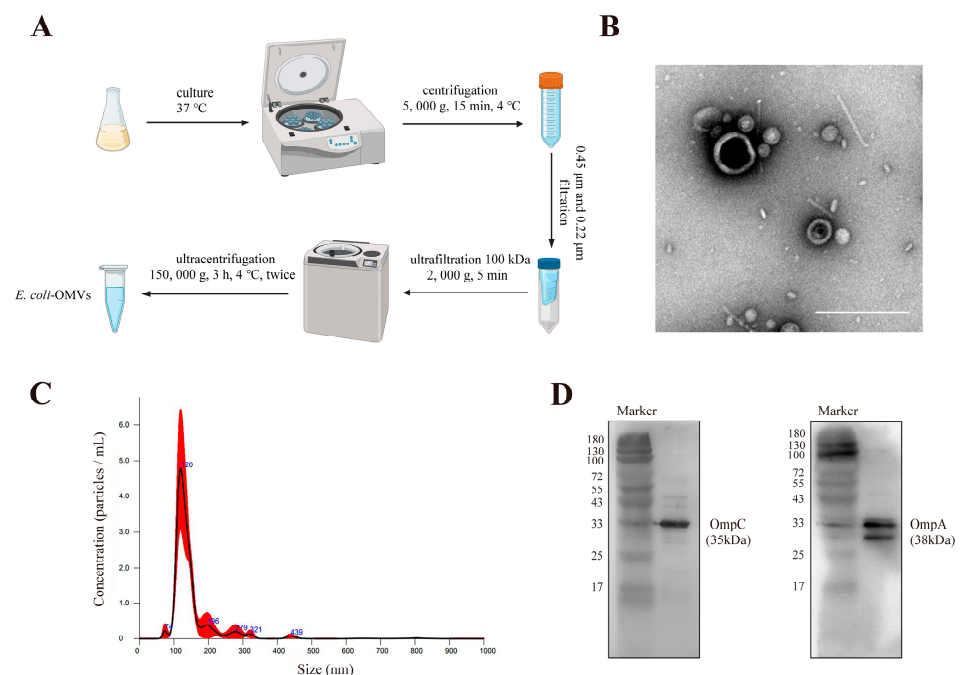 A
B
culture
37 ℃
centrifugation
5, 000 g, 15 min, 4 ℃
0.45 μm and 0.22 μm
filtration
ultrafiltration 100 kDa
2, 000 g, 5 min
ultracentrifugation
150, 000 g, 3 h, 4 ℃, twice
E. coli-OMVs
C
Concentration (particles / mL)
6.0
5.0
4.0
3.0
2.0
1.0
0
20
196
321
439
0 100 200 300 400 500 600 700 800 900 1000
Size (nm)
D
Marker
180
130
100
72
55
43
33
25
17
OmpC
(35kDa)
Marker
180
130
100
72
55
43
33
25
17
OmpA
(38kDa)